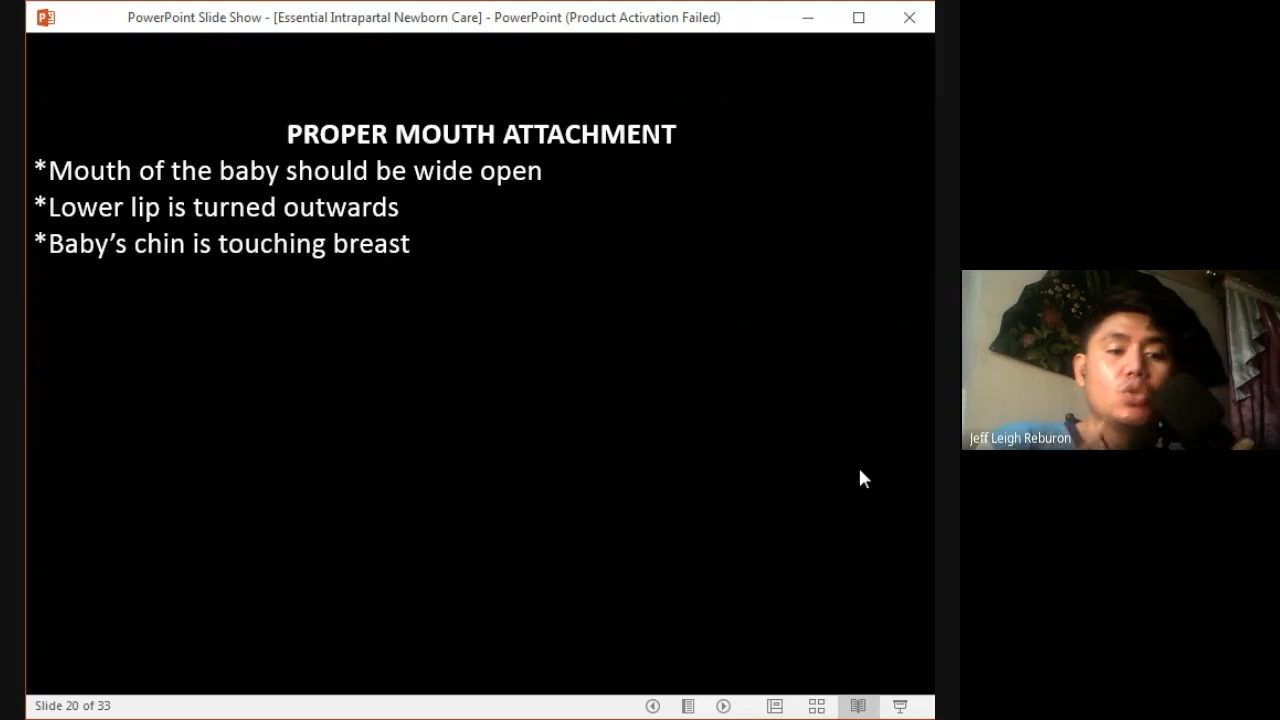 PowerPoint Slide Show - [Essential Intrapartal Newborn Care] - PowerPoint (Product Activation Failed)
PROPER MOUTH ATTACHMENT
*Mouth of the baby should be wide open
*Lower lip is turned outwards
*Baby’s chin is touching breast
Jeff Leigh Reburon
Slide 20 of 33